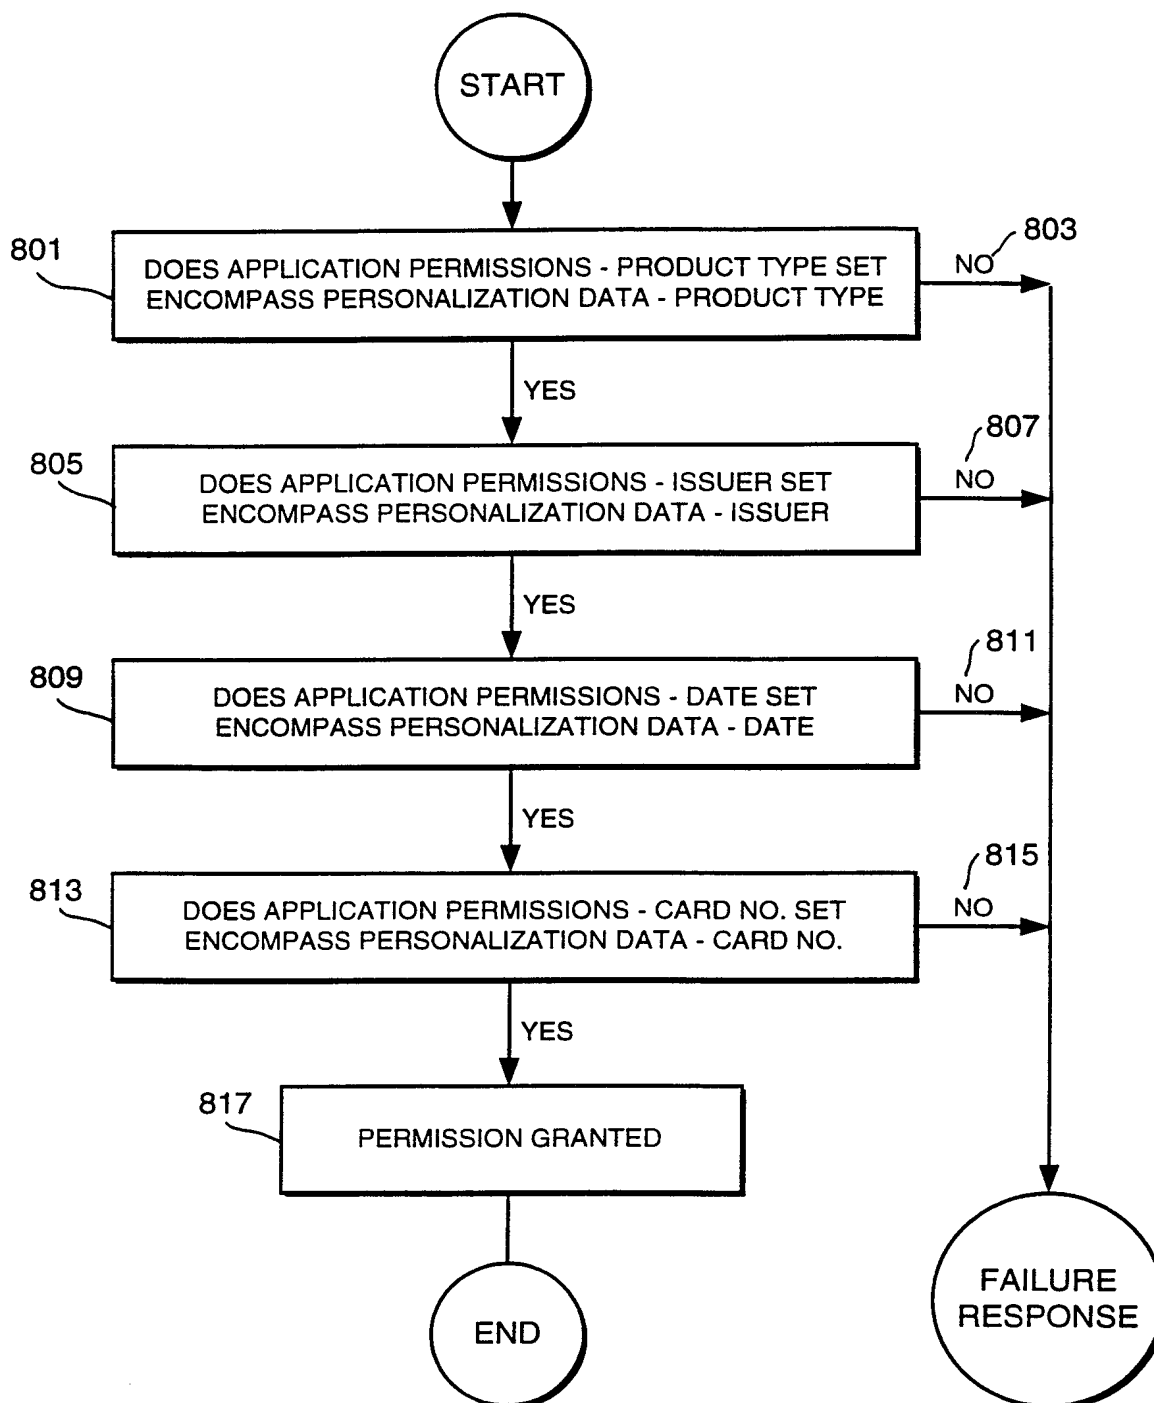 START
801
DOES APPLICATION PERMISSIONS - PRODUCT TYPE SET
ENCOMPASS PERSONALIZATION DATA - PRODUCT TYPE
NO
803
YES
805
DOES APPLICATION PERMISSIONS - ISSUER SET
ENCOMPASS PERSONALIZATION DATA - ISSUER
807
NO
YES
809
DOES APPLICATION PERMISSIONS - DATE SET
ENCOMPASS PERSONALIZATION DATA - DATE
811
NO
YES
813
DOES APPLICATION PERMISSIONS - CARD NO. SET
ENCOMPASS PERSONALIZATION DATA - CARD NO.
815
NO
YES
817
PERMISSION GRANTED
END
FAILURE
RESPONSE